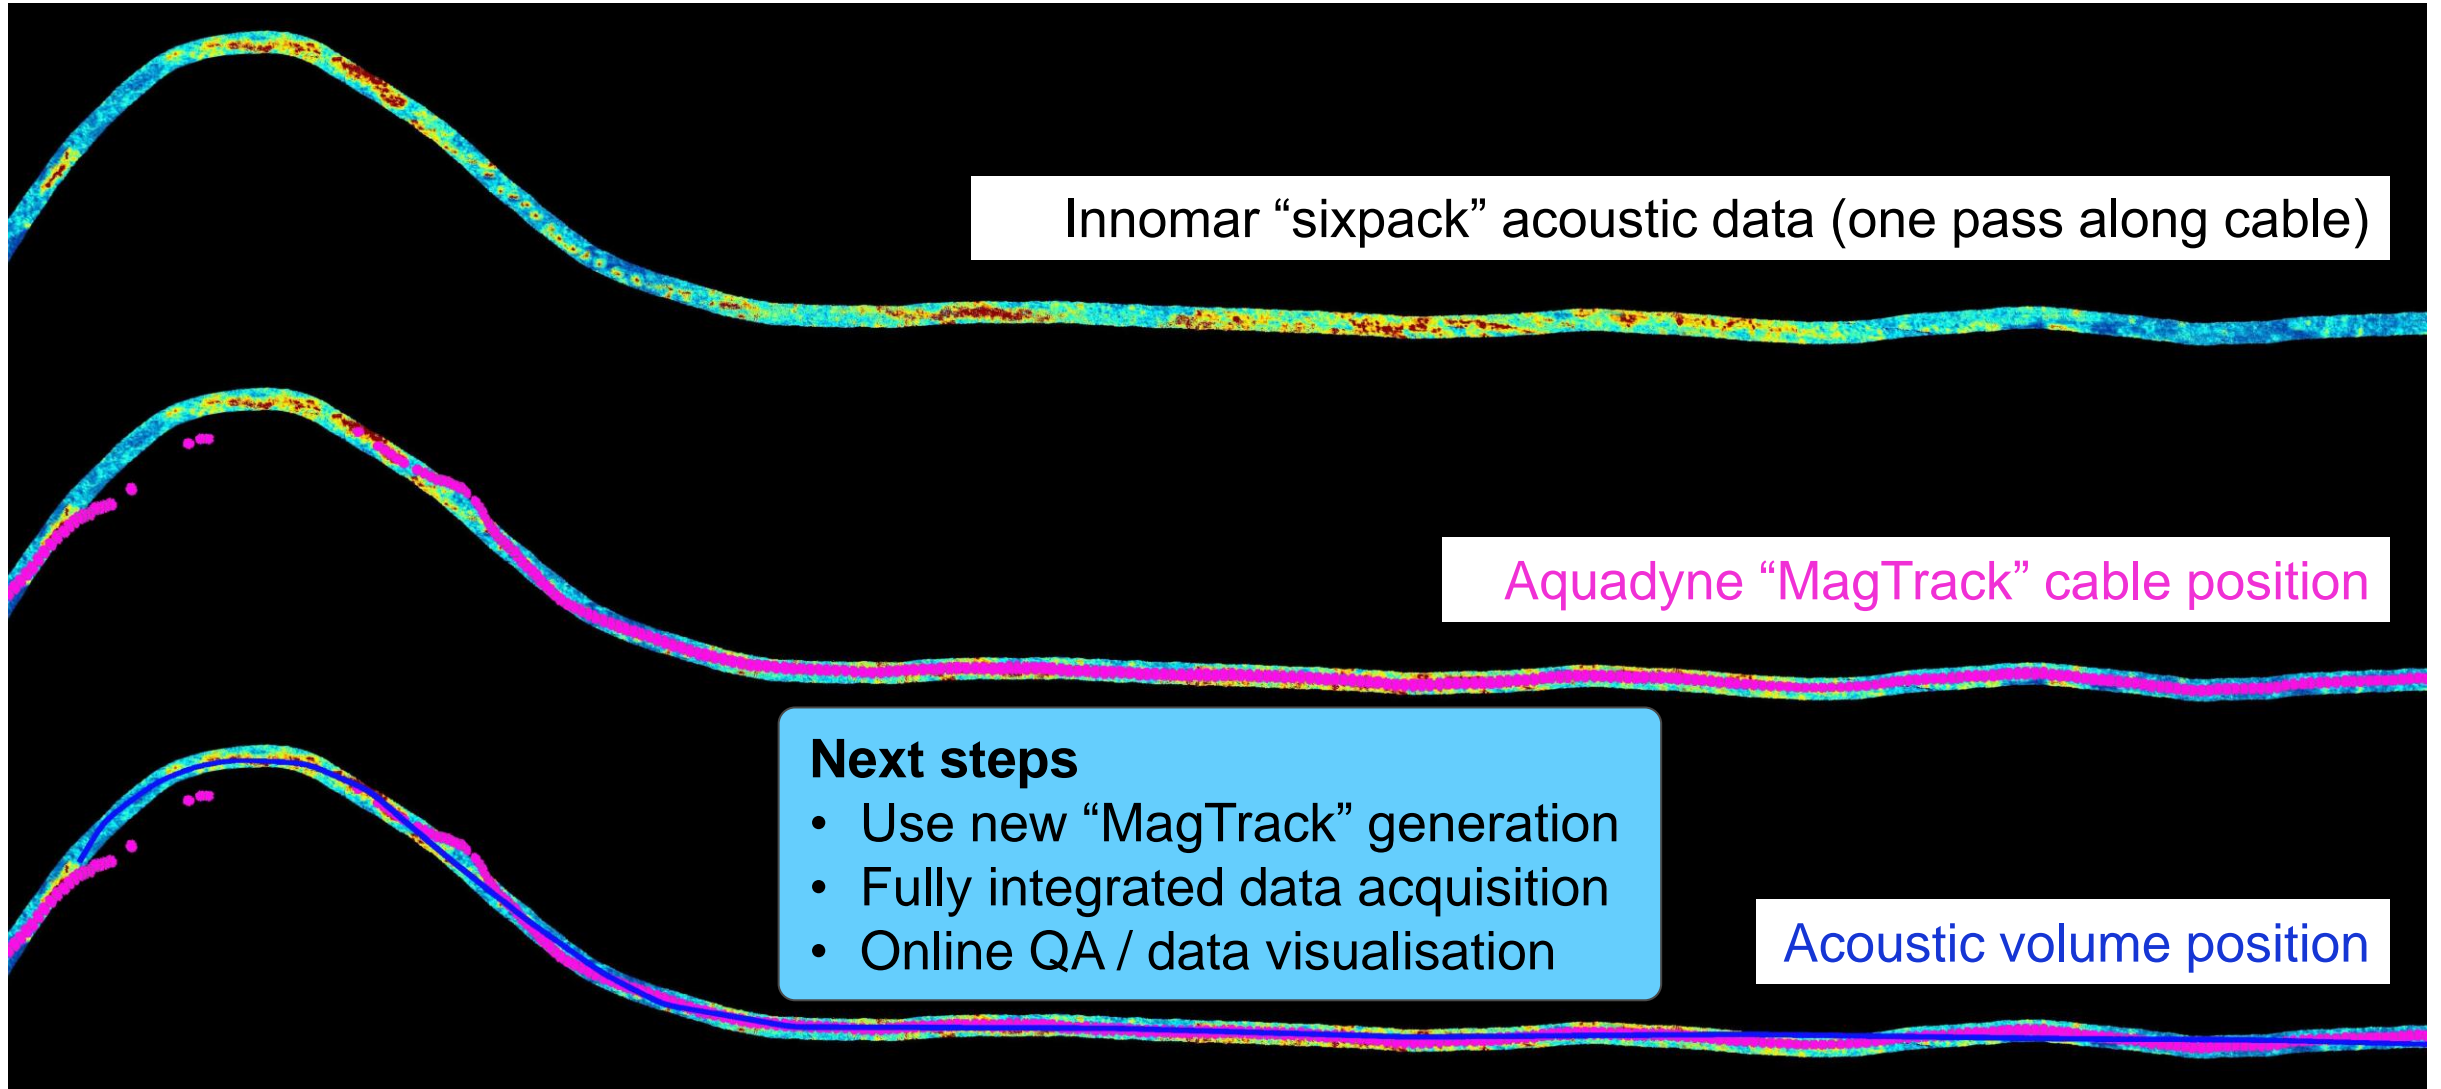 Innomar “sixpack” acoustic data (one pass along cable)
Aquadyne “MagTrack” cable position
Next steps
• Use new “MagTrack” generation
• Fully integrated data acquisition
• Online QA / data visualisation
Acoustic volume position